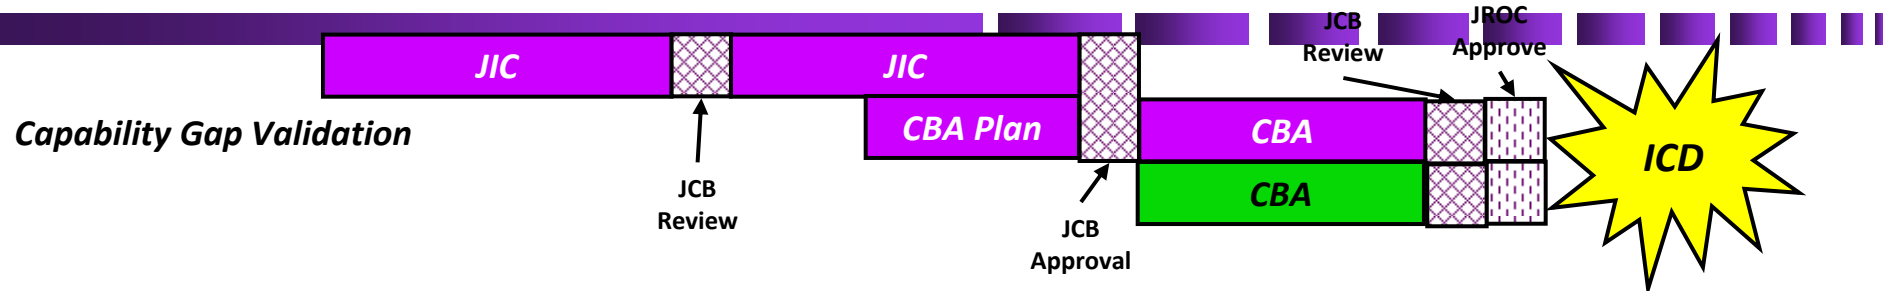 JCB
Review
JROC
Approve
JIC
JIC
Capability Gap Validation
CBA Plan
CBA
ICD
CBA
JCB
Review
JCB
Approval